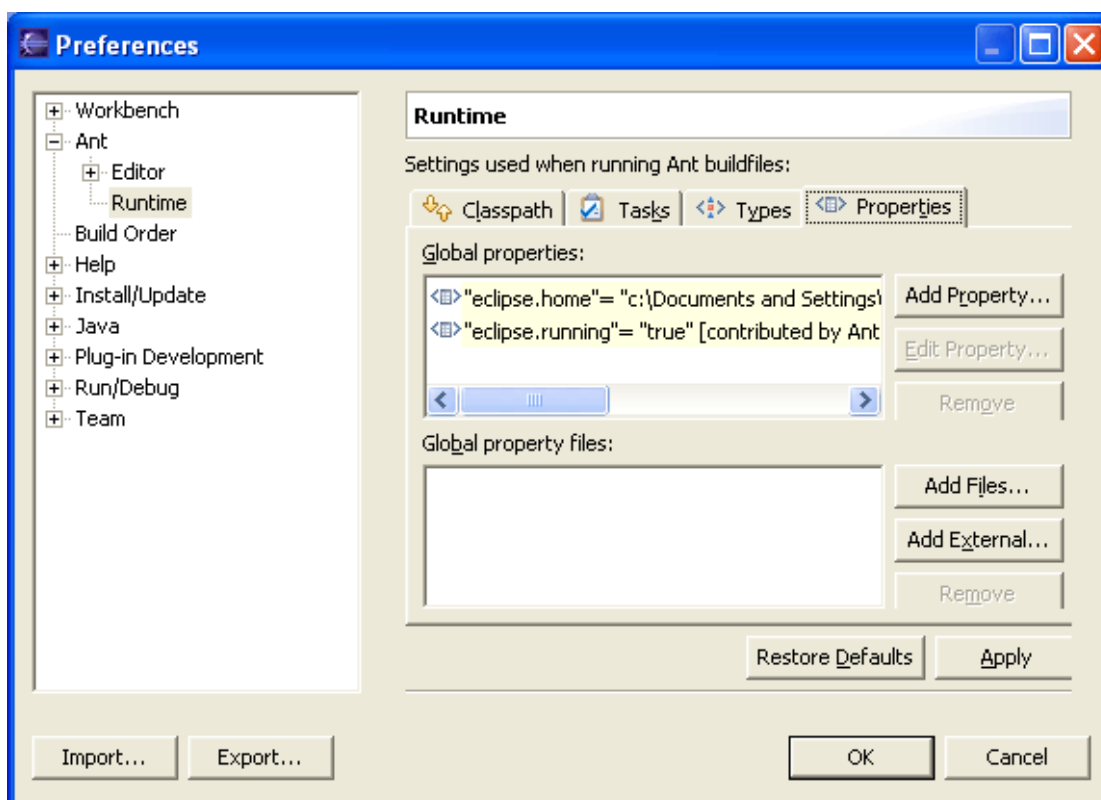 Preferences
Workbench
Ant
Editor
Runtime
Build Order
Help
Install/Update
Java
Plug-in Development
Run/Debug
Team
Runtime
Settings used when running Ant buildfiles:
Classpath Tasks Types Properties
Global properties:
"eclipse.home"= "c:\Documents and Settings\
"eclipse.running"= "true" [contributed by Ant
Add Property...
Edit Property...
Remove
Global property files:
Add Files...
Add External...
Remove
Restore Defaults Apply
Import... Export... OK Cancel